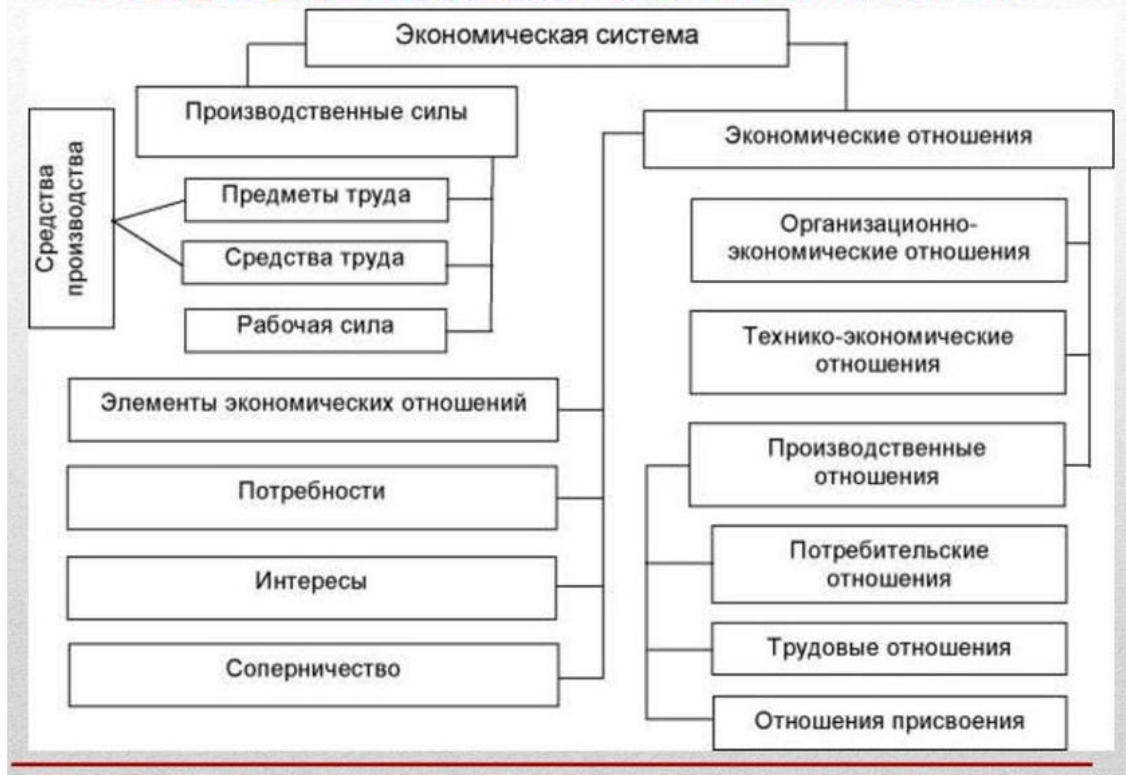 Экономическая система
Производственные силы
Средства
производства
Предметы труда
Средства труда
Рабочая сила
Экономические отношения
Организационно-
экономические отношения
Технико-экономические
отношения
Производственные
отношения
Потребительские
отношения
Трудовые отношения
Отношения присвоения
Элементы экономических отношений
Потребности
Интересы
Соперничество